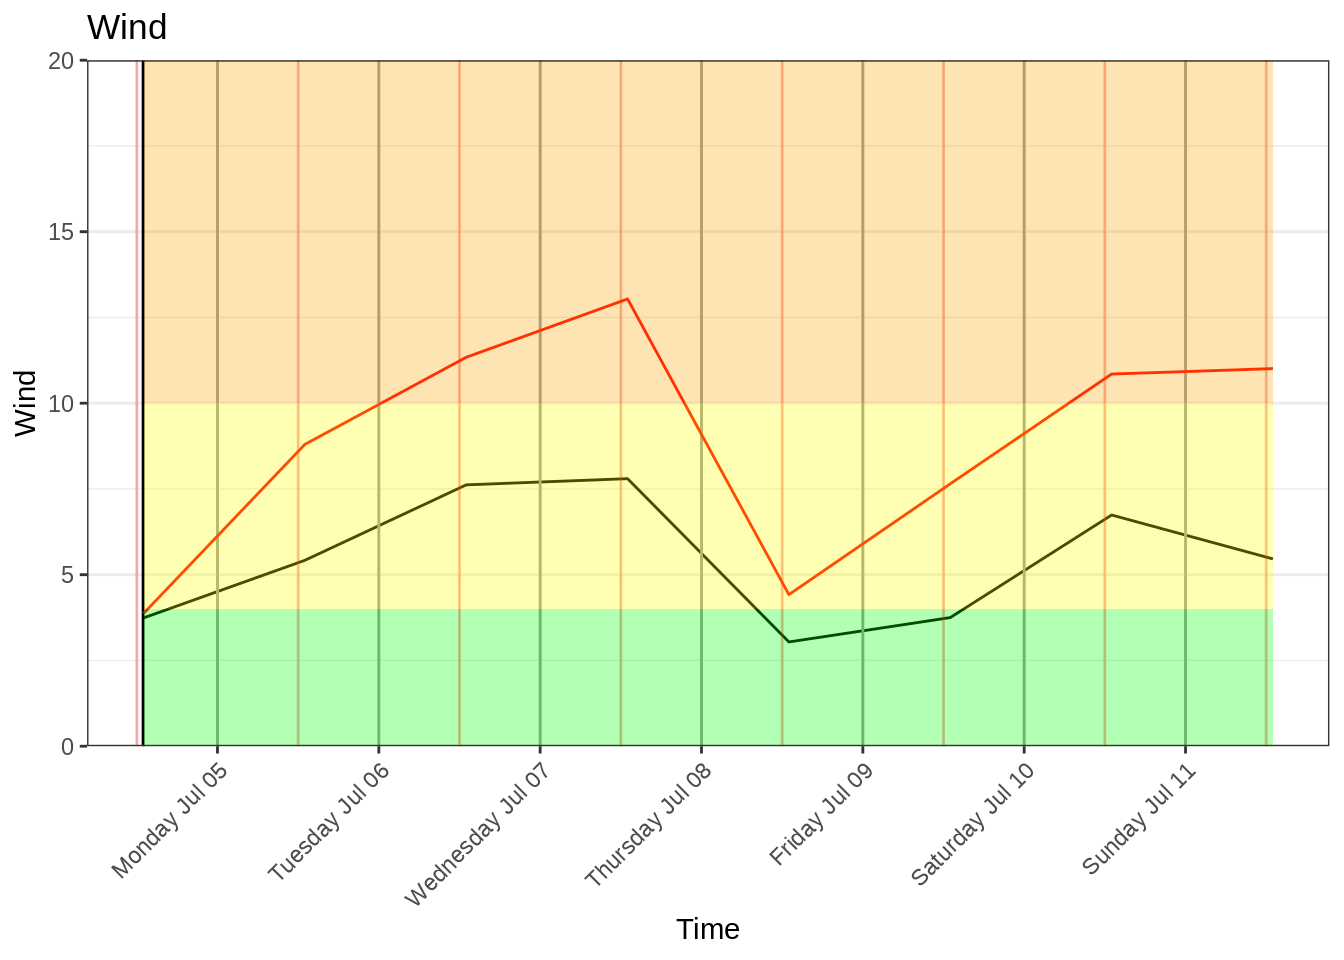 Wind
20
15
10
5
0
Wind
Monday Jul 05
Tuesday Jul 06
Wednesday Jul 07
Thursday Jul 08
Friday Jul 09
Saturday Jul 10
Sunday Jul 11
Time